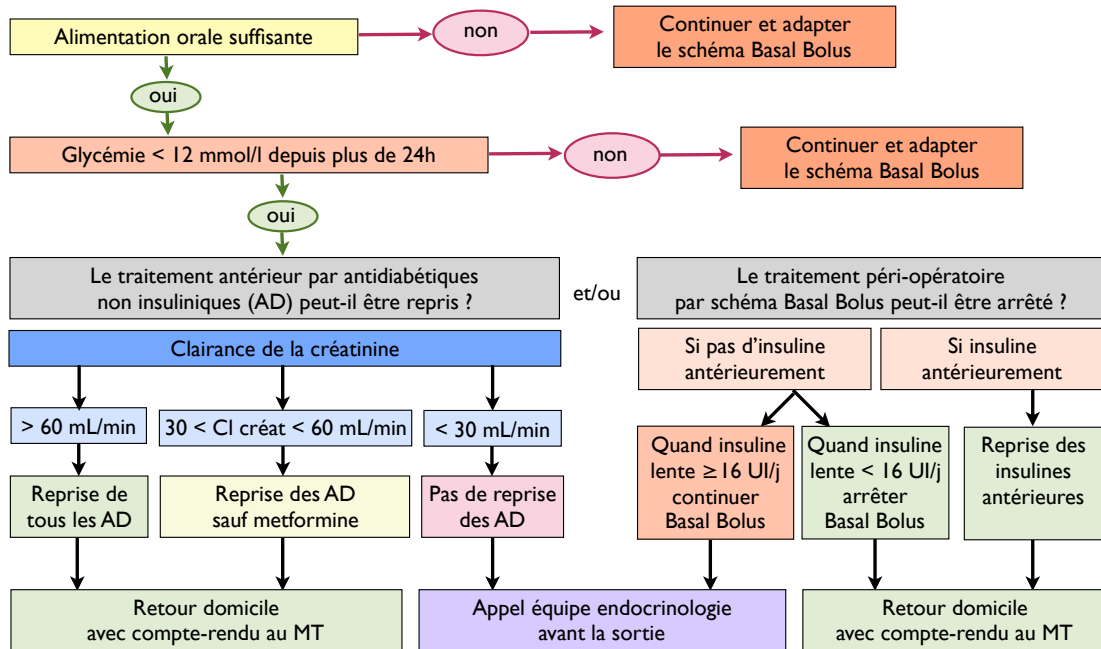 Alimentation orale suffisante
non
Continuer et adapter
le schéma Basal Bolus
oui
Glycémie < 12 mmol/l depuis plus de 24h
non
Continuer et adapter
le schéma Basal Bolus
oui
Le traitement antérieur par antidiabétiques
non insuliniques (AD) peut-il être repris ?
et/ou
Le traitement péri-opératoire
par schéma Basal Bolus peut-il être arrêté ?
Clairance de la créatinine
> 60 mL/min
30 < Cl créat < 60 mL/min
< 30 mL/min
Reprise de
tous les AD
Reprise des AD
sauf metformine
Pas de reprise
des AD
Si pas d'insuline
antérieurement
Si insuline
antérieurement
Quand insuline
lente ≥ 16 UI/j
continuer
Basal Bolus
Quand insuline
lente < 16 UI/j
arrêter
Basal Bolus
Reprise des
insulines
antérieures
Retour domicile
avec compte-rendu au MT
Appel équipe endocrinologie
avant la sortie
Retour domicile
avec compte-rendu au MT